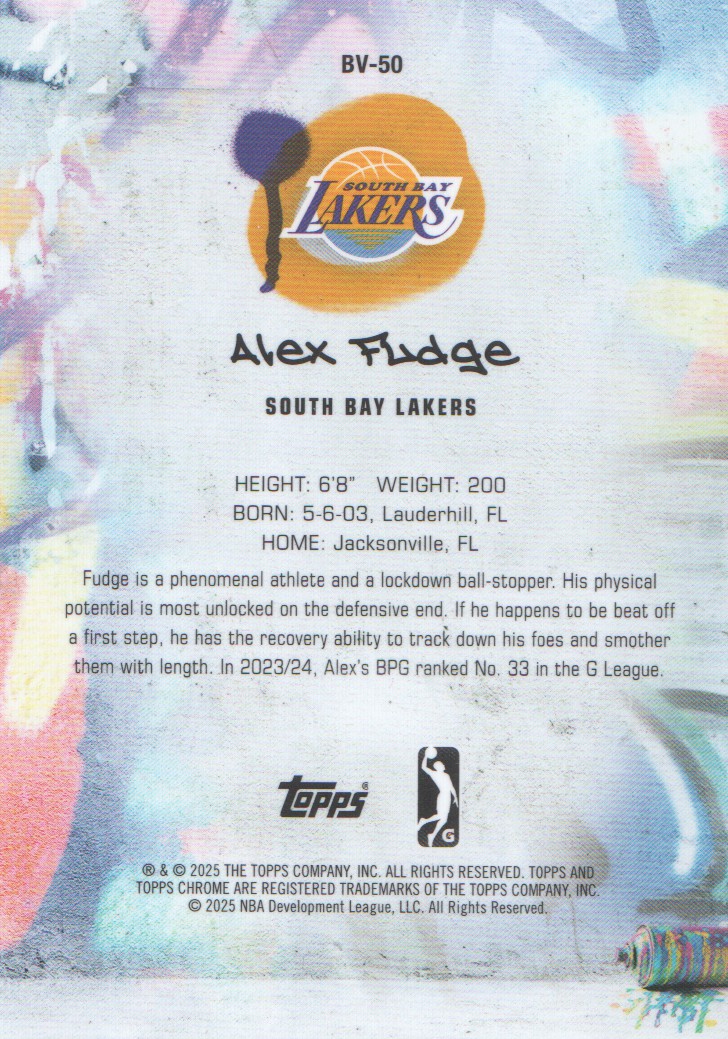 BV-50
SOUTH BAY
LAKERS
Alex Fudge
SOUTH BAY LAKERS
HEIGHT: 6'8" WEIGHT: 200
BORN: 5-6-03, Lauderhill, FL
HOME: Jacksonville, FL
Fudge is a phenomenal athlete and a lockdown ball-stopper. His physical
potential is most unlocked on the defensive end. If he happens to be beat off
a first step, he has the recovery ability to track down his foes and smother
them with length. In 2023/24, Alex's BPG ranked No. 33 in the G League.
Topps®
G
® & © 2025 THE TOPPS COMPANY, INC. ALL RIGHTS RESERVED. TOPPS AND
TOPPS CHROME ARE REGISTERED TRADEMARKS OF THE TOPPS COMPANY, INC.
© 2025 NBA Development League, LLC. All Rights Reserved.